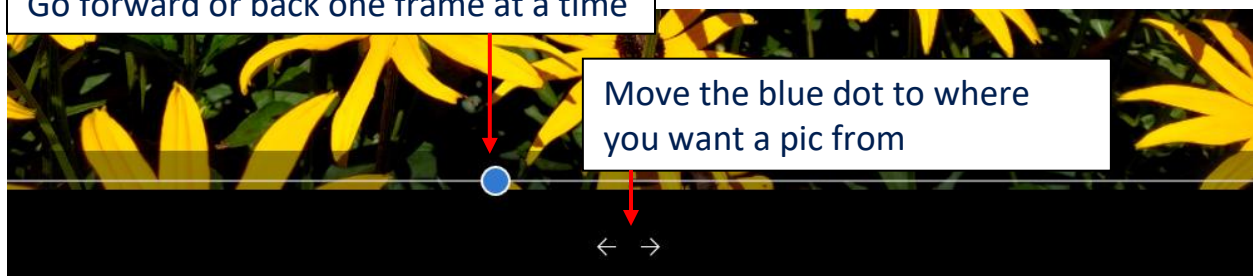 Go forward or back one frame at a time
Move the blue dot to where
you want a pic from